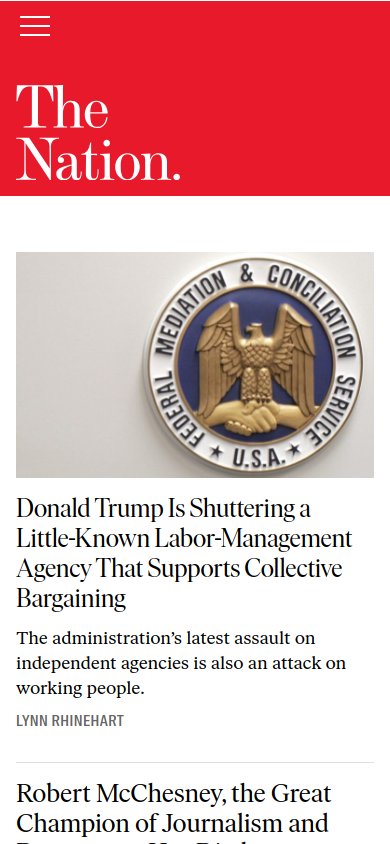 The
Nation.
FEDERAL MEDIATION & CONCILIATION SERVICE
★ U.S.A. ★
Donald Trump Is Shuttering a
Little-Known Labor-Management
Agency That Supports Collective
Bargaining
The administration's latest assault on
independent agencies is also an attack on
working people.
LYNN RHINEHART
Robert McChesney, the Great
Champion of Journalism and